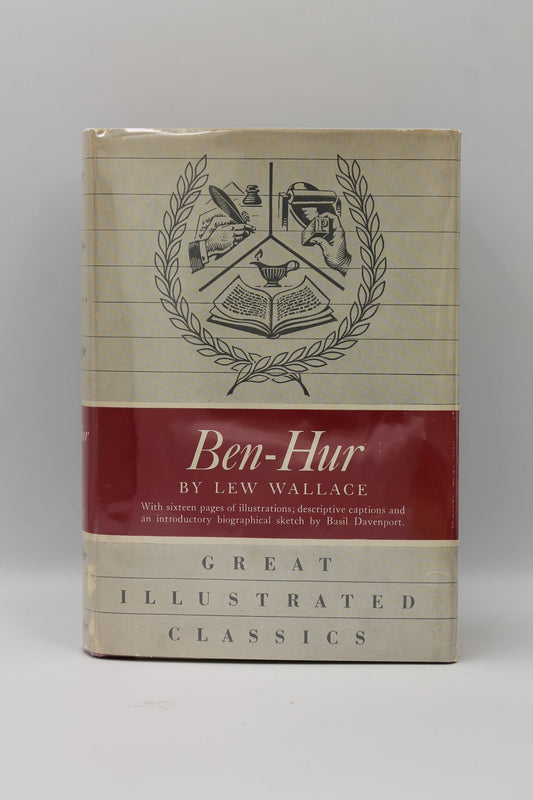 P
Ben-Hur
BY LEW WALLACE
With sixteen pages of illustrations; descriptive captions and
an introductory biographical sketch by Basil Davenport.
GREAT
ILLUSTRATED
CLASSICS